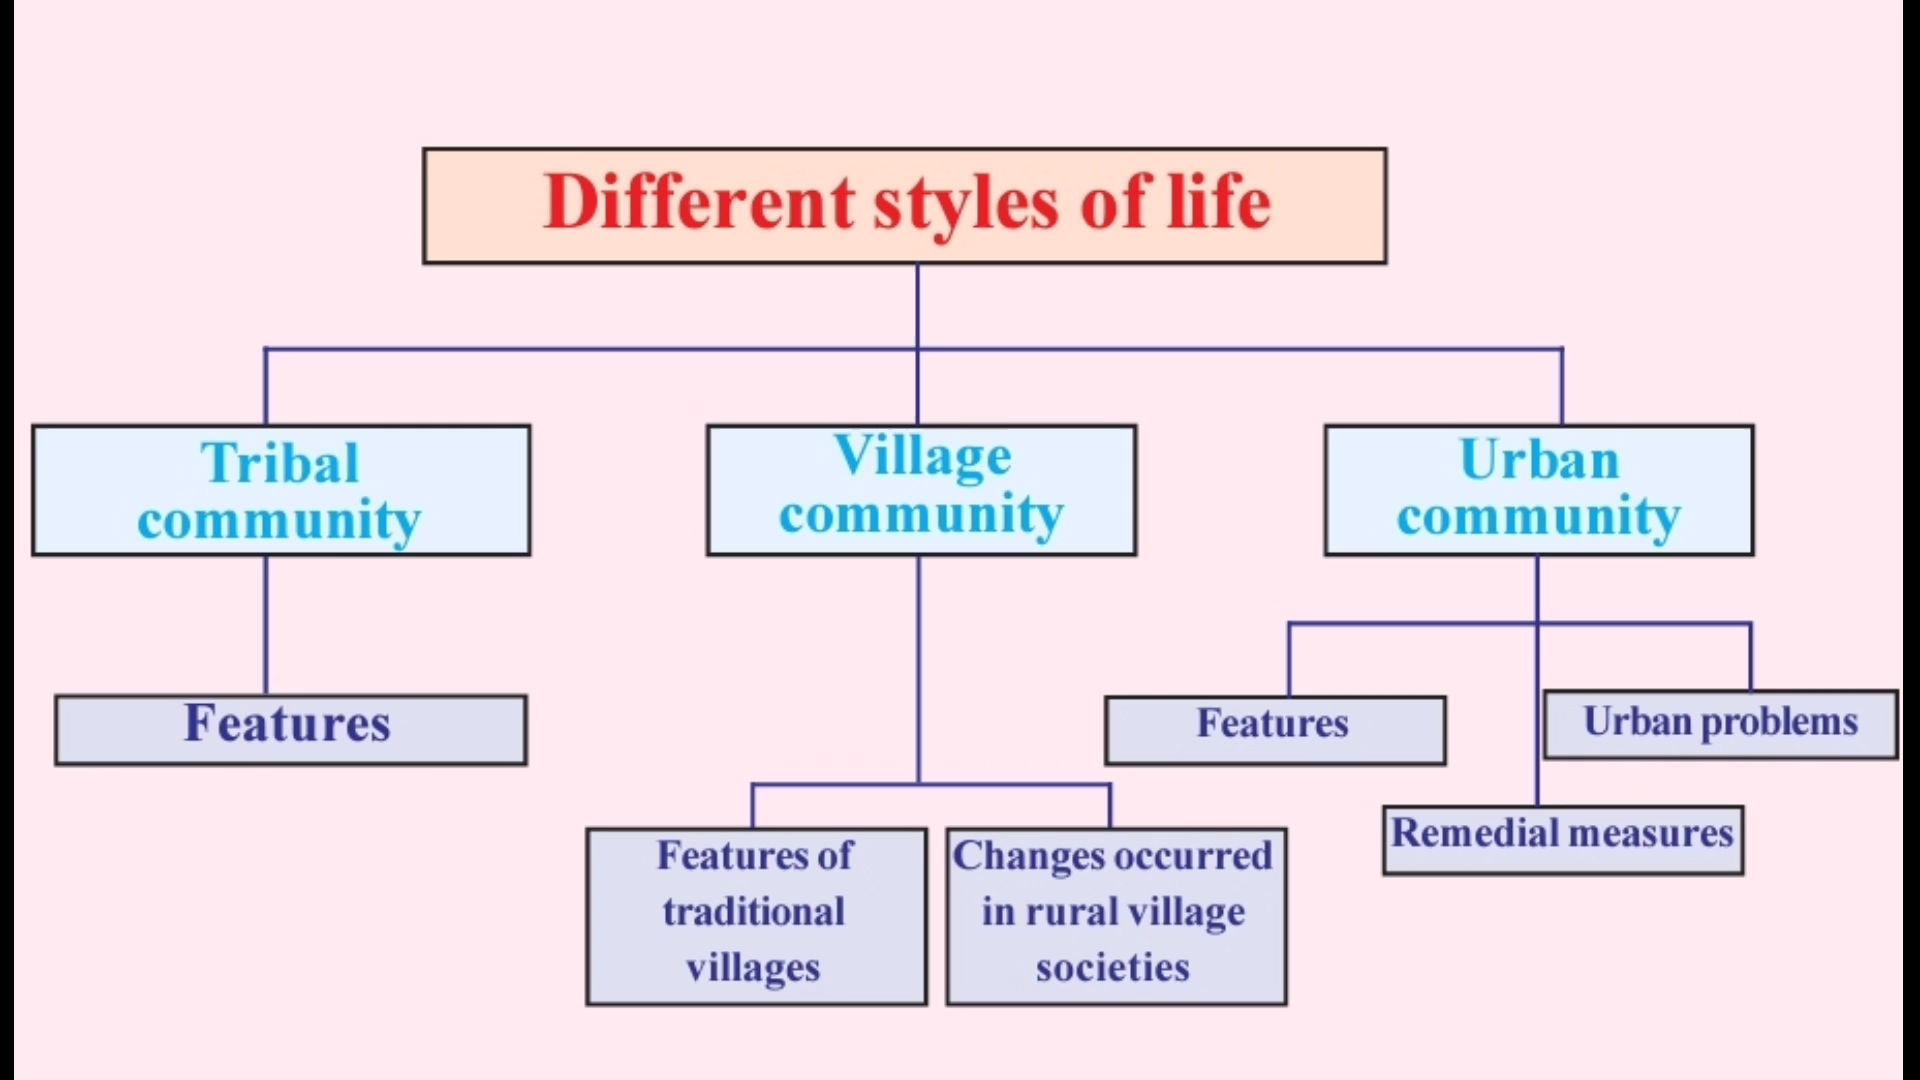 Different styles of life
Tribal
community
Village
community
Urban
community
Features
Features
Urban problems
Remedial measures
Features of
traditional
villages
Changes occurred
in rural village
societies